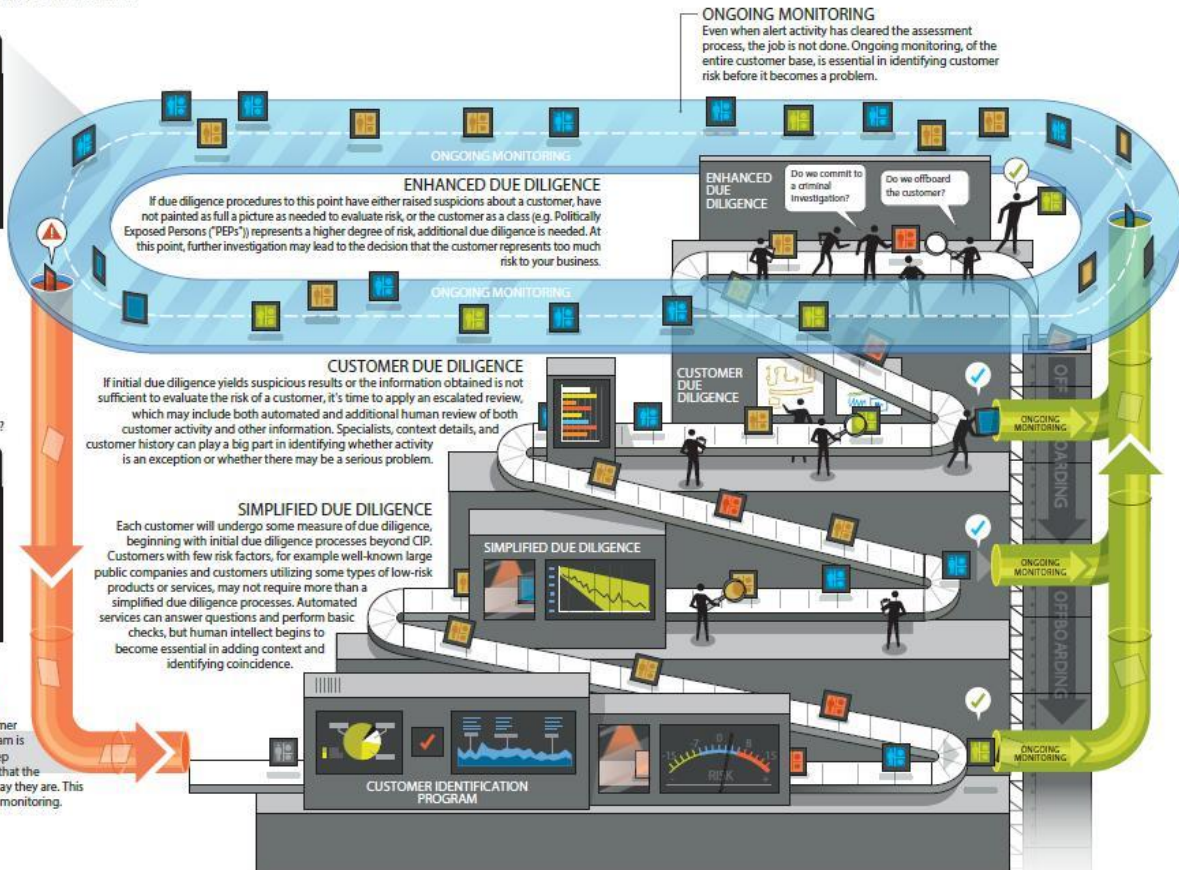 ONGOING MONITORING
Even when alert activity has cleared the assessment
process, the job is not done. Ongoing monitoring, of the
entire customer base, is essential in identifying customer
risk before it becomes a problem.
ONGOING MONITORING
ENHANCED DUE DILIGENCE
If due diligence procedures to this point have either raised suspicions about a customer, have
not painted as full a picture as needed to evaluate risk, or the customer as a class (e.g. Politically
Exposed Persons ("PEPs")) represents a higher degree of risk, additional due diligence is needed. At
this point, further investigation may lead to the decision that the customer represents too much
risk to your business.
ENHANCED
DUE
DILIGENCE
Do we commit to
a criminal
investigation?
Do we offboard
the customer?
ONGOING MONITORING
CUSTOMER DUE DILIGENCE
If initial due diligence yields suspicious results or the information obtained is not
sufficient to evaluate the risk of a customer, it's time to apply an escalated review,
which may include both automated and additional human review of both
customer activity and other information. Specialists, context details, and
customer history can play a big part in identifying whether activity
is an exception or whether there may be a serious problem.
CUSTOMER
DUE
DILIGENCE
ONGOING
MONITORING
SIMPLIFIED DUE DILIGENCE
Each customer will undergo some measure of due diligence,
beginning with initial due diligence processes beyond CIP.
Customers with few risk factors, for example well-known large
public companies and customers utilizing some types of low-risk
products or services, may not require more than a
simplified due diligence processes. Automated
services can answer questions and perform basic
checks, but human intellect begins to
become essential in adding context and
identifying coincidence.
SIMPLIFIED DUE DILIGENCE
ONGOING
MONITORING
OFFBOARDING
CUSTOMER IDENTIFICATION
PROGRAM
-15 -7 0 8 15
- RISK +
ONGOING
MONITORING
?
mer
am is
ep
that the
ay they are. This
monitoring.